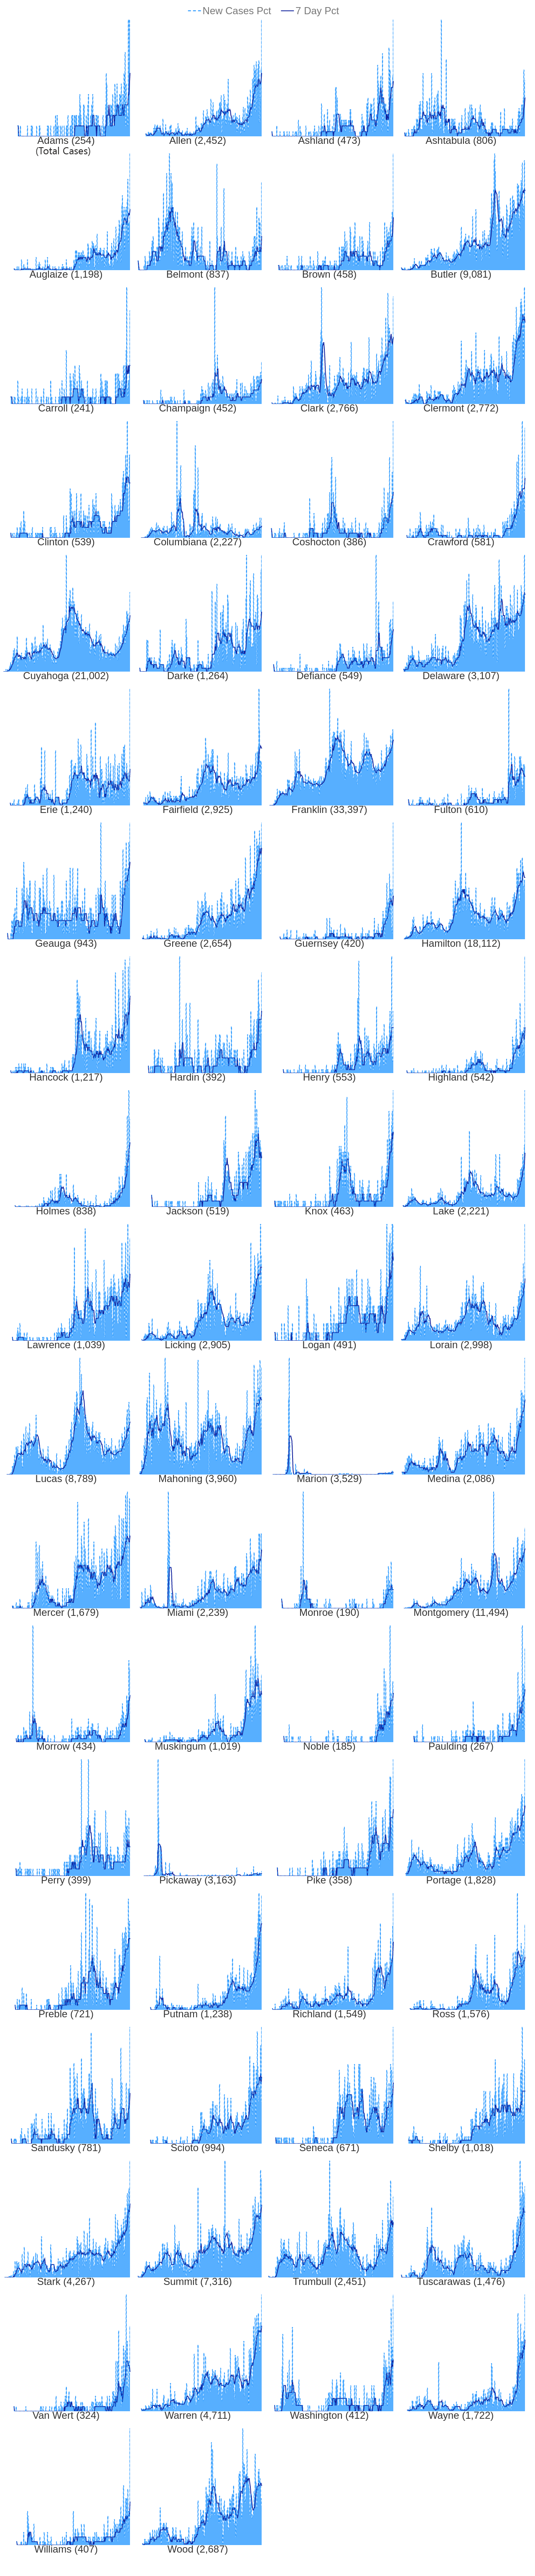 New Cases Pct 7 Day Pct
Adams (254) Allen (2,452) Ashland (473) Ashtabula (806)
(Total Cases)
Auglaize (1,198) Belmont (837) Brown (458) Butler (9,081)
Carroll (241) Champaign (452) Clark (2,766) Clermont (2,772)
Clinton (539) Columbiana (2,227) Coshocton (386) Crawford (581)
Cuyahoga (21,002) Darke (1,264) Defiance (549) Delaware (3,107)
Erie (1,240) Fairfield (2,925) Franklin (33,397) Fulton (610)
Geauga (943) Greene (2,654) Guernsey (420) Hamilton (18,112)
Hancock (1,217) Hardin (392) Henry (553) Highland (542)
Holmes (838) Jackson (519) Knox (463) Lake (2,221)
Lawrence (1,039) Licking (2,905) Logan (491) Lorain (2,998)
Lucas (8,789) Mahoning (3,960) Marion (3,529) Medina (2,086)
Mercer (1,679) Miami (2,239) Monroe (190) Montgomery (11,494)
Morrow (434) Muskingum (1,019) Noble (185) Paulding (267)
Perry (399) Pickaway (3,163) Pike (358) Portage (1,828)
Preble (721) Putnam (1,238) Richland (1,549) Ross (1,576)
Sandusky (781) Scioto (994) Seneca (671) Shelby (1,018)
Stark (4,267) Summit (7,316) Trumbull (2,451) Tuscarawas (1,476)
Van Wert (324) Warren (4,711) Washington (412) Wayne (1,722)
Williams (407) Wood (2,687)